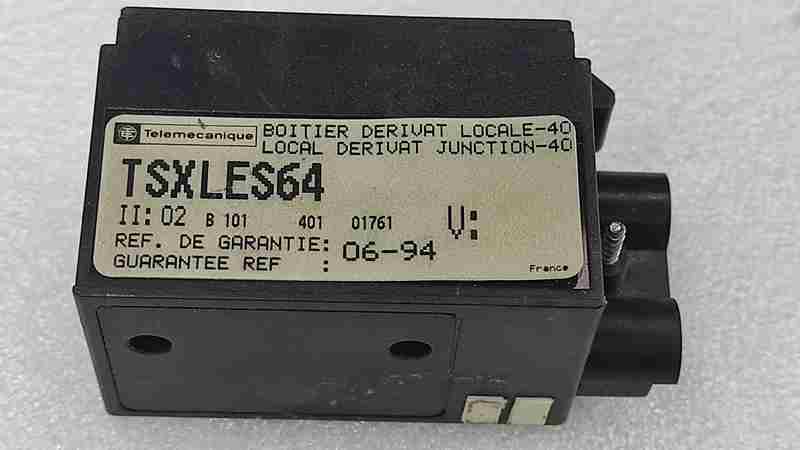 Telemecanique
BOITIER DERIVAT LOCALE-40
LOCAL DERIVAT JUNCTION-40
TSXLES64
II: 02 B 101 401 01761 V:
REF. DE GARANTIE: 06-94
GUARANTEE REF :
France